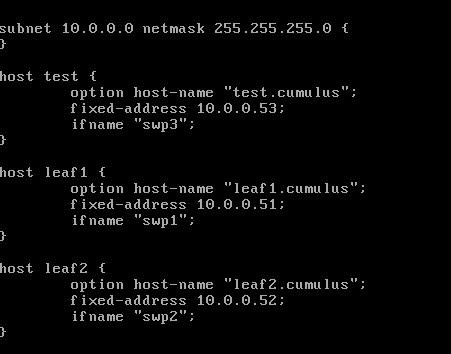 subnet 10.0.0.0 netmask 255.255.255.0 {
}
host test {
option host-name "test.cumulus";
fixed-address 10.0.0.53;
ifname "swp3";
}
host leaf1 {
option host-name "leaf1.cumulus";
fixed-address 10.0.0.51;
ifname "swp1";
}
host leaf2 {
option host-name "leaf2.cumulus";
fixed-address 10.0.0.52;
ifname "swp2";
}